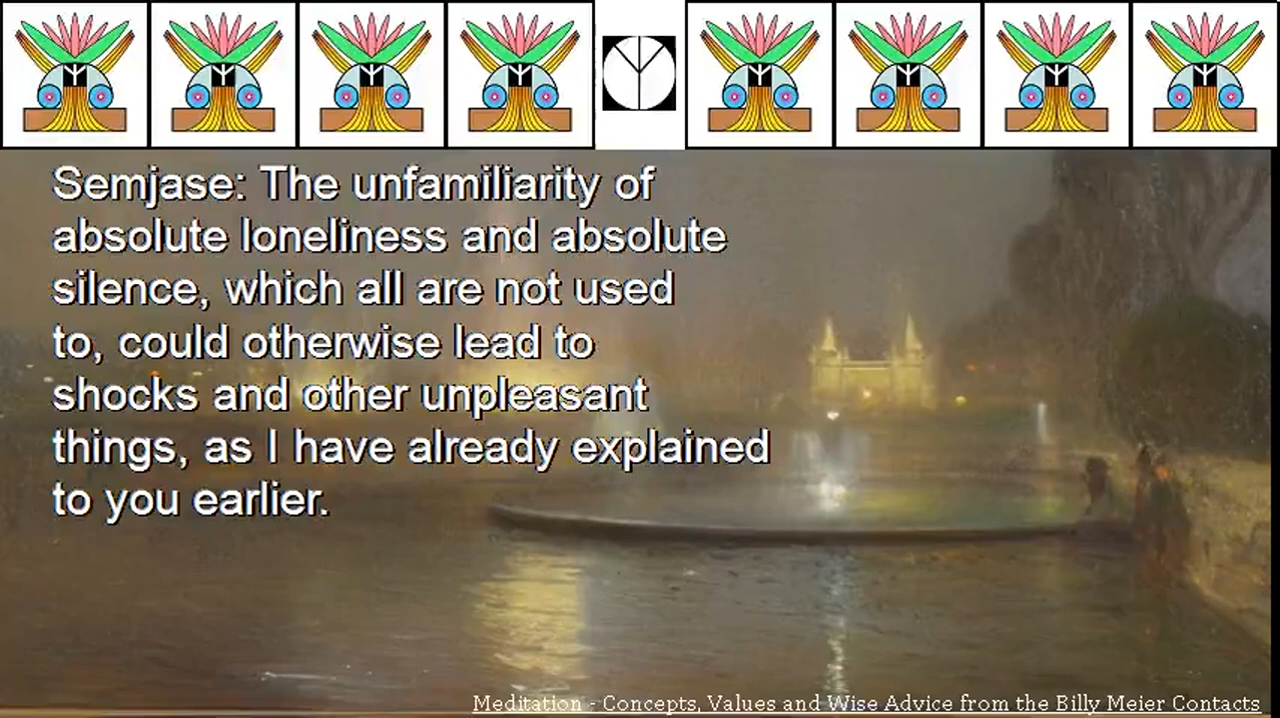 Semjase: The unfamiliarity of
absolute loneliness and absolute
silence, which all are not used
to, could otherwise lead to
shocks and other unpleasant
things, as I have already explained
to you earlier.
Meditation - Concepts, Values and Wise Advice from the Billy Meier Contacts